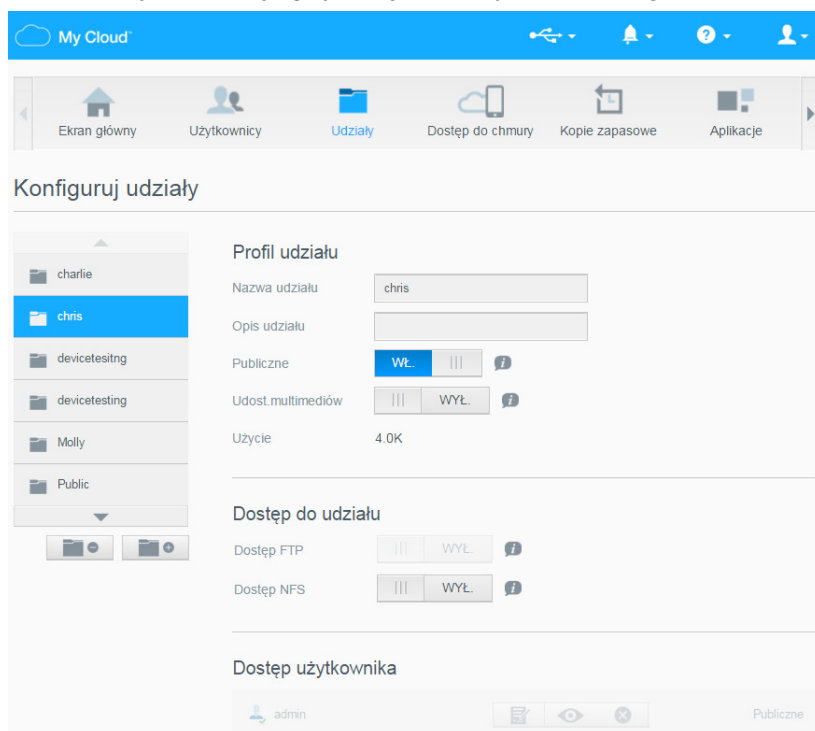 My Cloud
Ekran główny
Użytkownicy
Udziały
Dostęp do chmury
Kopie zapasowe
Aplikacje
Konfiguruj udziały
charlie
chris
devicetesitng
devicetesting
Molly
Public
Profil udziału
Nazwa udziału chris
Opis udziału
Publiczne WŁ.
Udost.multimediów WYŁ.
Użycie 4.0K
Dostęp do udziału
Dostęp FTP WYŁ.
Dostęp NFS WYŁ.
Dostęp użytkownika
admin Publiczne